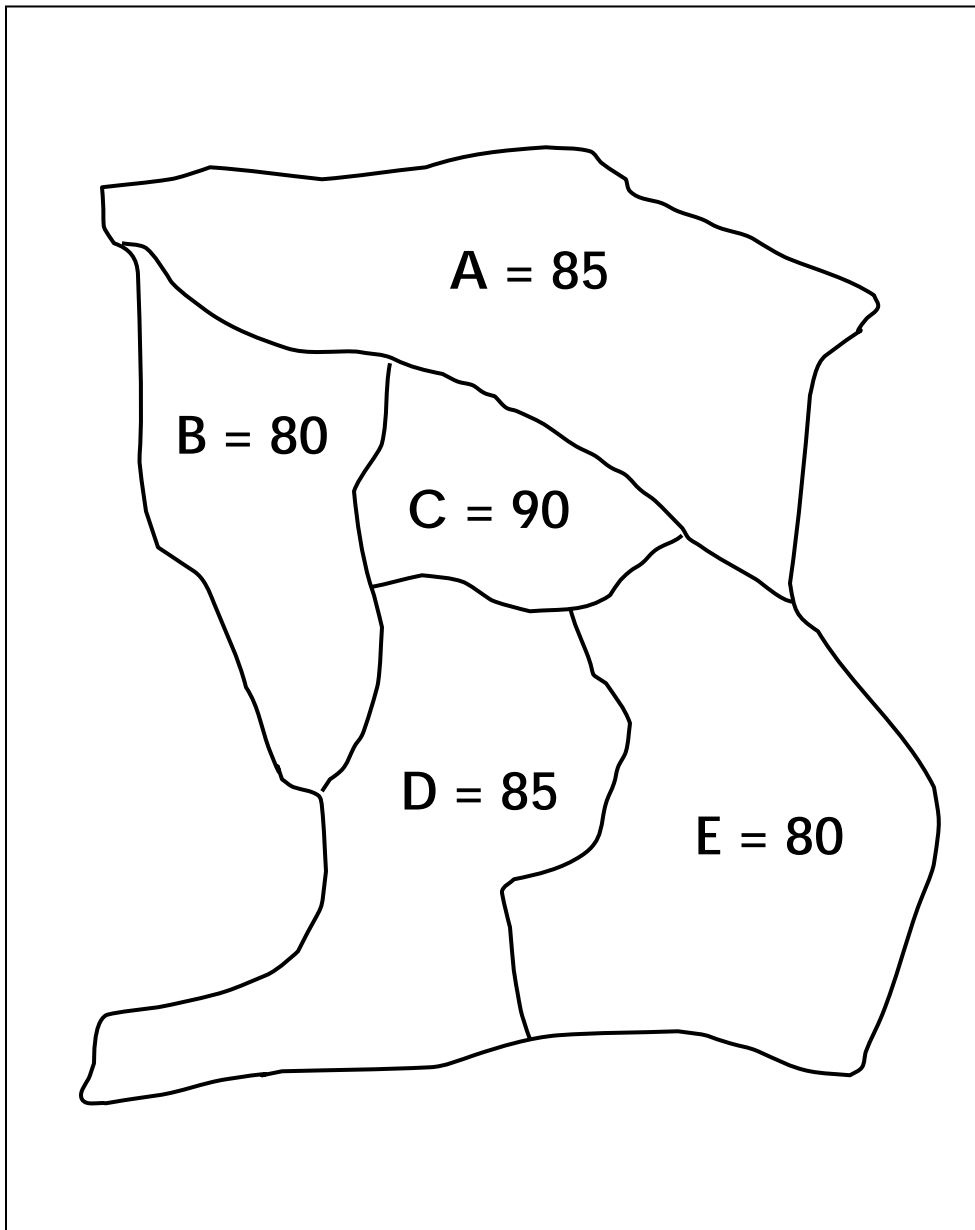 A = 85
B = 80
C = 90
D = 85
E = 80